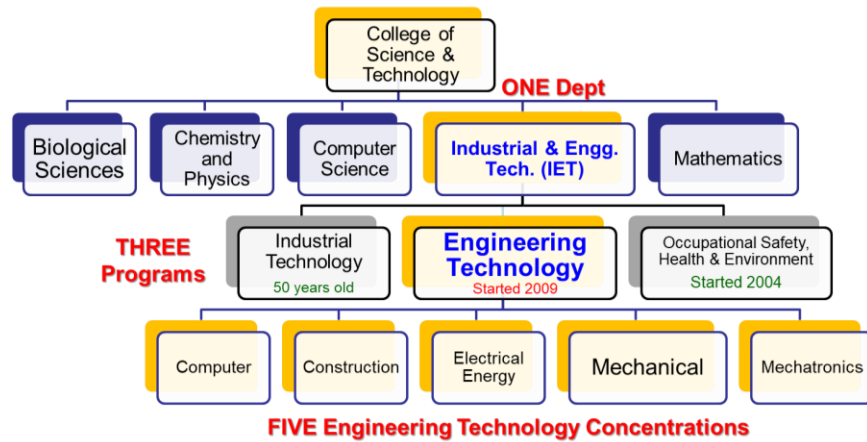 College of
Science &
Technology
ONE Dept
Biological
Sciences
Chemistry
and
Physics
Computer
Science
Industrial & Engg.
Tech. (IET)
Mathematics
THREE
Programs
Industrial
Technology
50 years old
Engineering
Technology
Started 2009
Occupational Safety,
Health & Environment
Started 2004
Computer
Construction
Electrical
Energy
Mechanical
Mechatronics
FIVE Engineering Technology Concentrations